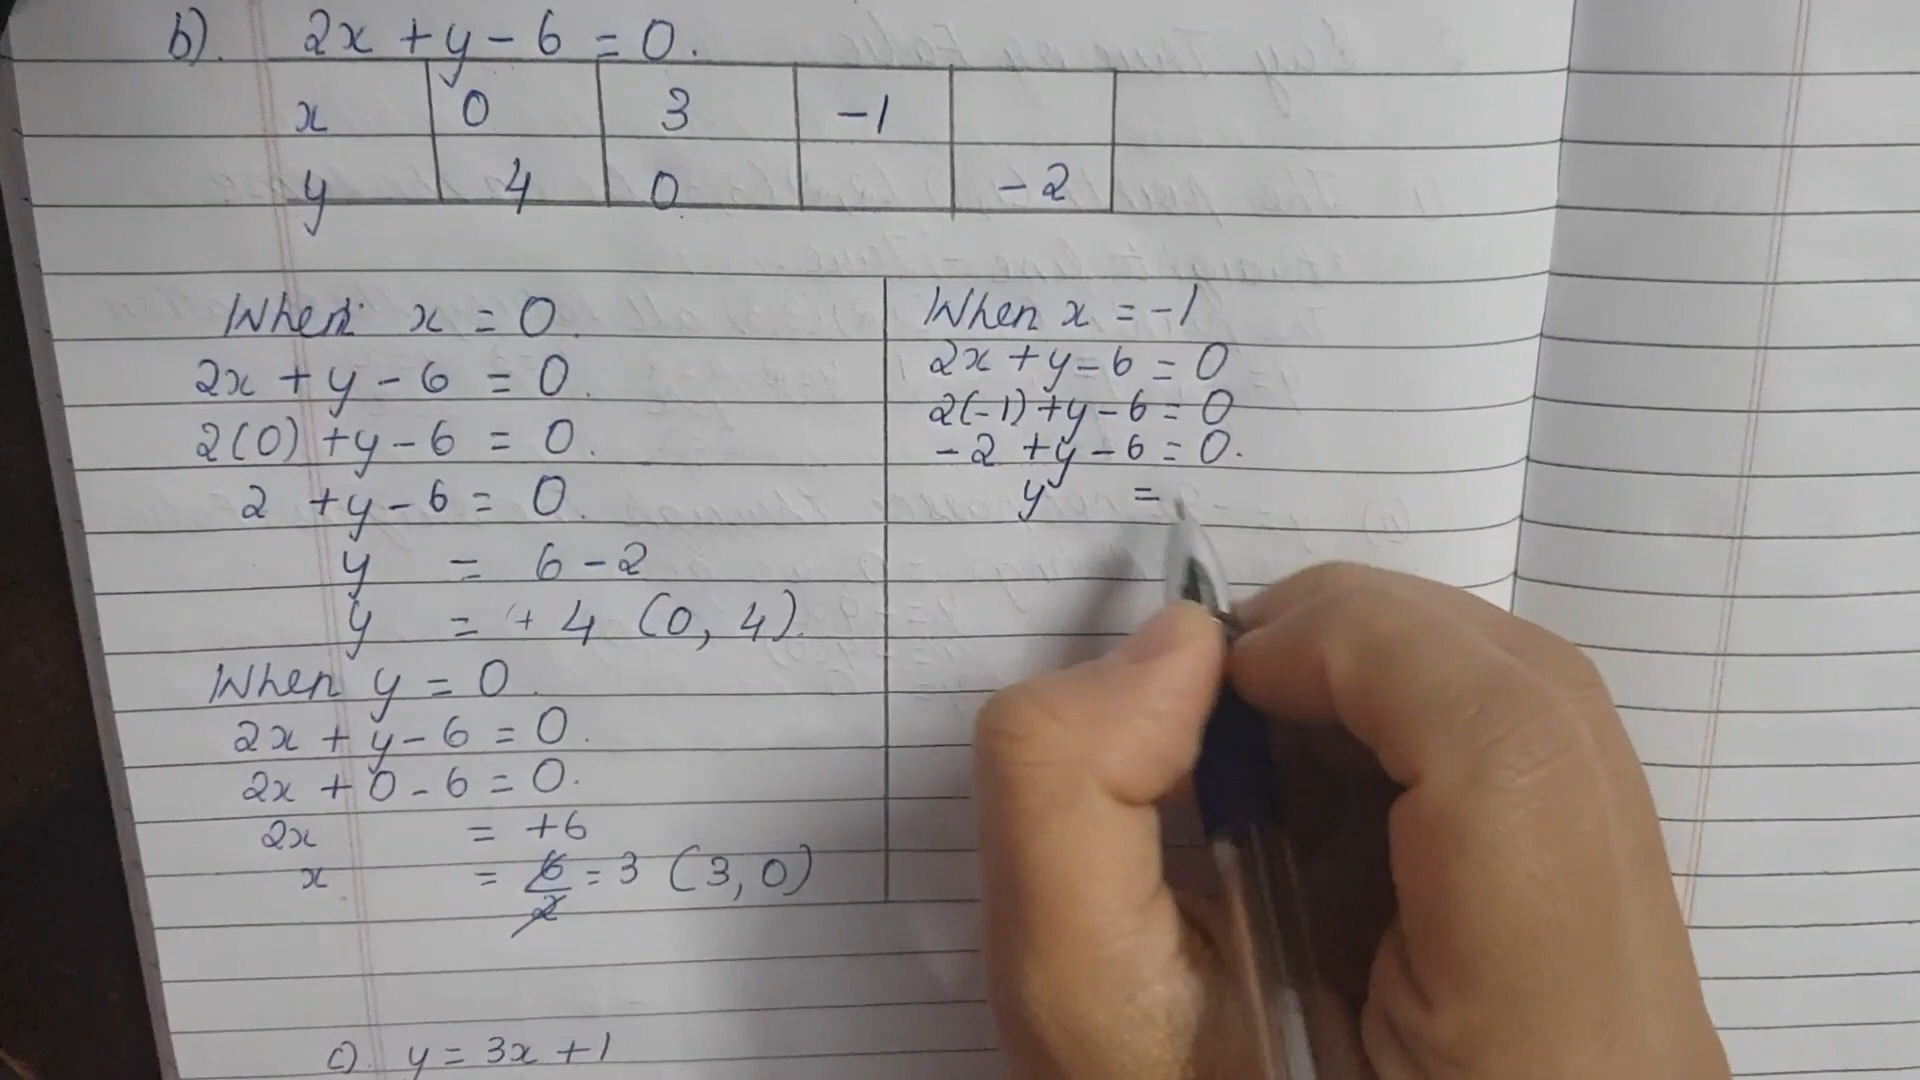 b). 2x + y - 6 = 0.
x 0 3 -1
y 4 0 -2
When x = 0.
2x + y - 6 = 0.
2(0) + y - 6 = 0.
2 + y - 6 = 0.
y = 6 - 2
y = + 4 (0, 4).
When y = 0.
2x + y - 6 = 0.
2x + 0 - 6 = 0.
2x = +6
x = 6/2 = 3 (3, 0)
When x = -1
2x + y - 6 = 0
2(-1) + y - 6 = 0
-2 + y - 6 = 0.
y =
c). y = 3x + 1